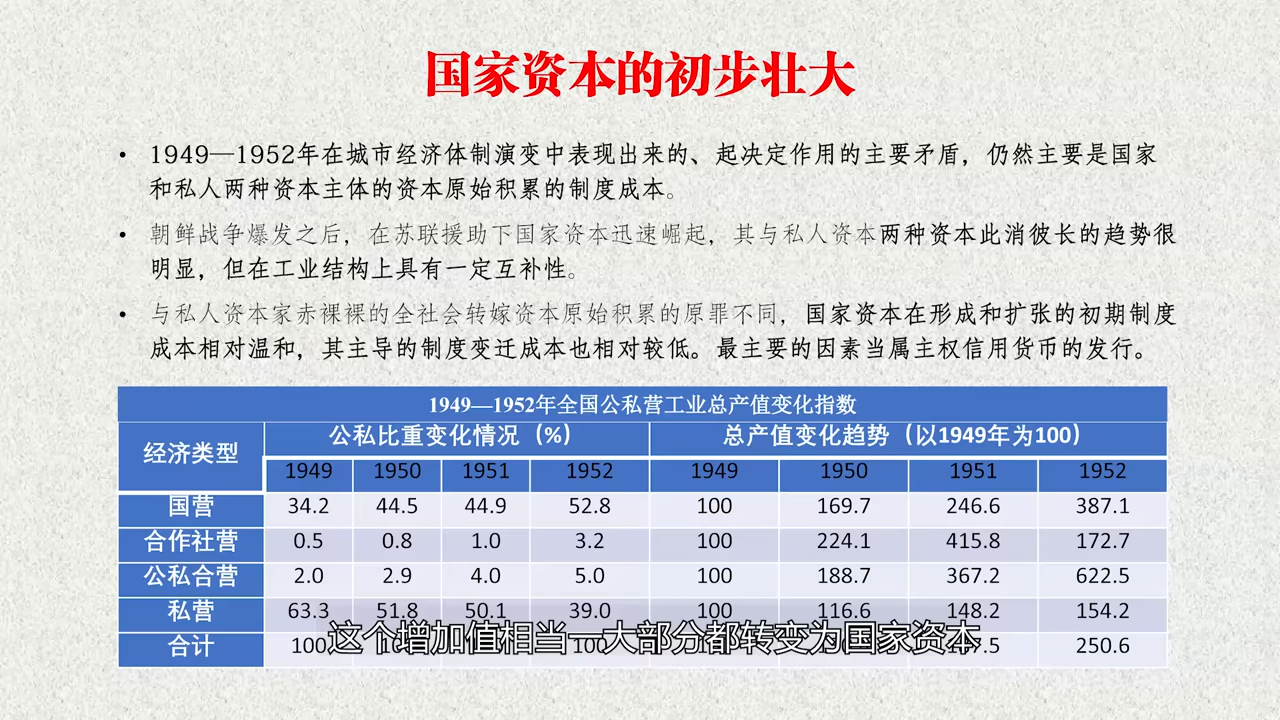 国家资本的初步壮大
• 1949—1952年在城市经济体制演变中表现出来的、起决定作用的主要矛盾，仍然主要是国家
和私人两种资本主体的资本原始积累的制度成本。
• 朝鲜战争爆发之后，在苏联援助下国家资本迅速崛起，其与私人资本两种资本此消彼长的趋势很
明显，但在工业结构上具有一定互补性。
• 与私人资本家赤裸裸的全社会转嫁资本原始积累的原罪不同，国家资本在形成和扩张的初期制度
成本相对温和，其主导的制度变迁成本也相对较低。最主要的因素当属主权信用货币的发行。
1949—1952年全国公私营工业总产值变化指数
经济类型 公私比重变化情况（%） 总产值变化趋势（以1949年为100）
1949 1950 1951 1952 1949 1950 1951 1952
国营 34.2 44.5 44.9 52.8 100 169.7 246.6 387.1
合作社营 0.5 0.8 1.0 3.2 100 224.1 415.8 172.7
公私合营 2.0 2.9 4.0 5.0 100 188.7 367.2 622.5
私营 63.3 51.8 50.1 39.0 100 116.6 148.2 154.2
合计 100 250.6
这个增加值相当一大部分都转变为国家资本